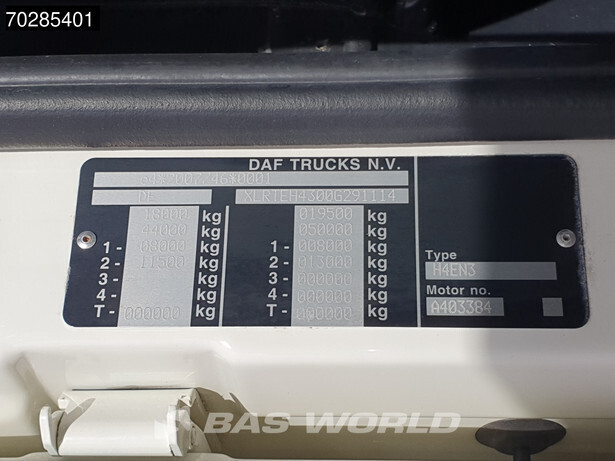 70285401
DAF TRUCKS N.V.
DE XLRTEH4300G291114
18000 kg 019500 kg
44000 kg 050000 kg
1- 08000 kg 1- 008000 kg
2- 11500 kg 2- 013000 kg
3- kg 3- 000000 kg
4- kg 4- 000000 kg
T- 000000 kg T- 000000 kg
Type
H4EN3
Motor no.
A403384
BAS WORLD